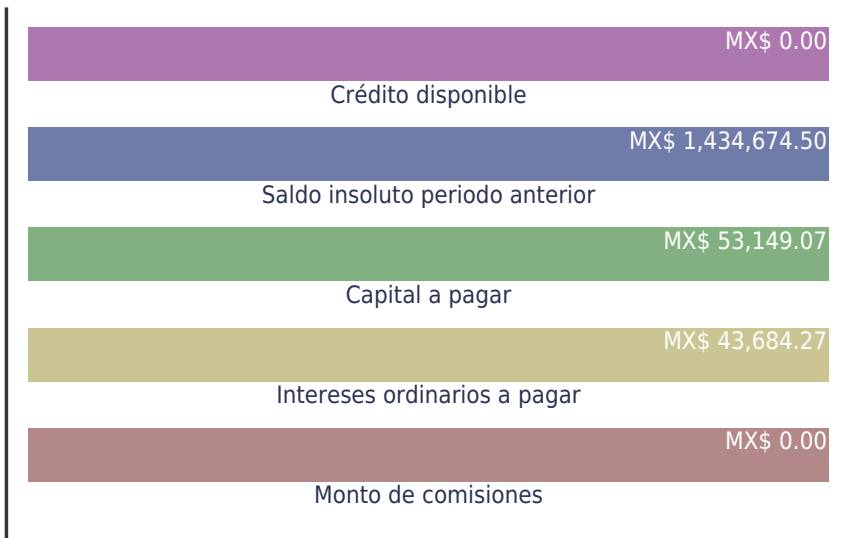 MX$ 0.00
Crédito disponible
MX$ 1,434,674.50
Saldo insoluto periodo anterior
MX$ 53,149.07
Capital a pagar
MX$ 43,684.27
Intereses ordinarios a pagar
MX$ 0.00
Monto de comisiones